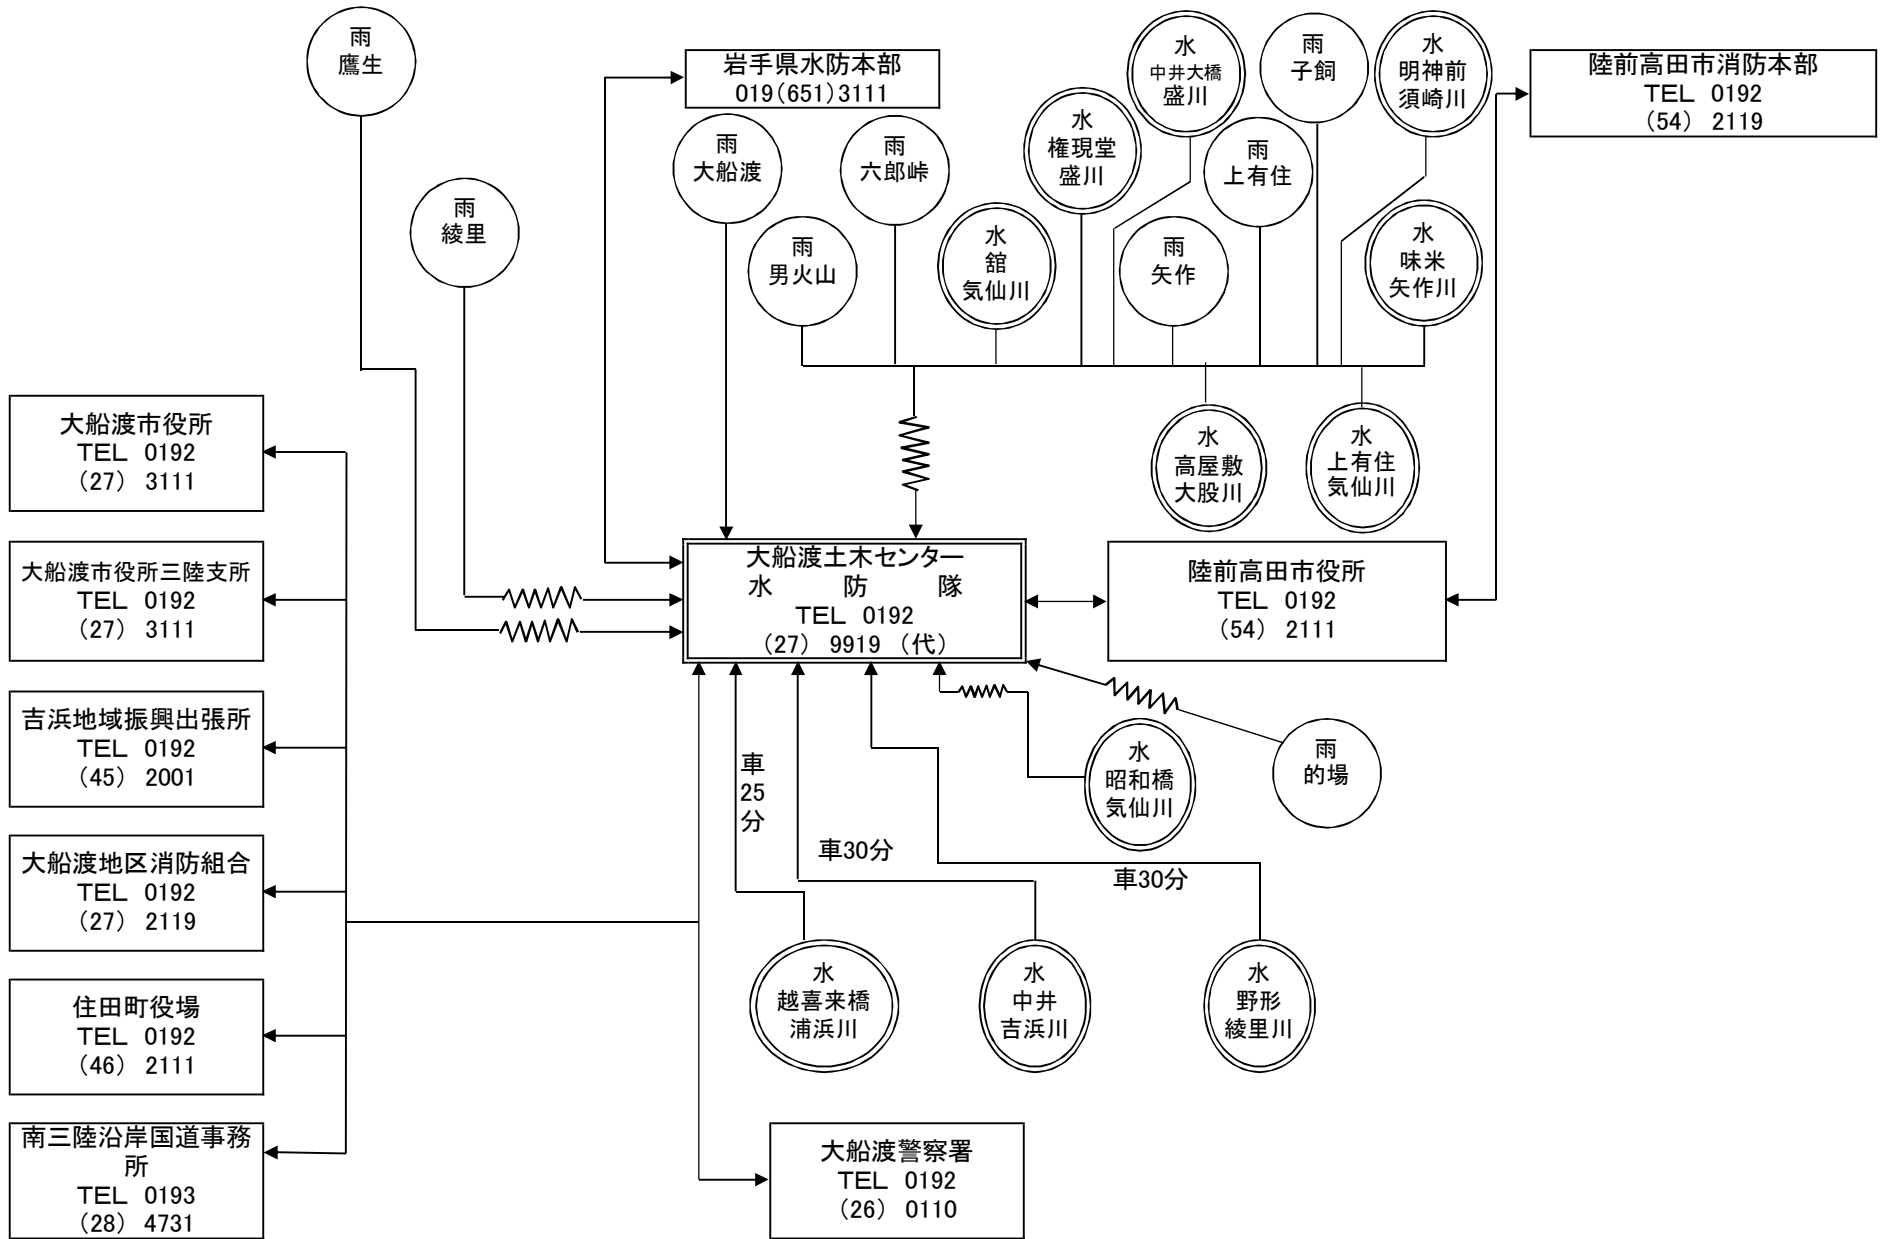 雨
鷹生
岩手県水防本部
019(651)3111
水
中井大橋
盛川
雨
子飼
水
明神前
須崎川
陸前高田市消防本部
TEL 0192
(54) 2119
雨
大船渡
雨
六郎峠
水
権現堂
盛川
雨
上有住
雨
綾里
雨
男火山
水
舘
気仙川
雨
矢作
水
味米
矢作川
大船渡市役所
TEL 0192
(27) 3111
水
高屋敷
大股川
水
上有住
気仙川
大船渡市役所三陸支所
TEL 0192
(27) 3111
大船渡土木センター
水 防 隊
TEL 0192
(27) 9919 (代)
陸前高田市役所
TEL 0192
(54) 2111
吉浜地域振興出張所
TEL 0192
(45) 2001
車
25
分
水
昭和橋
気仙川
雨
的場
大船渡地区消防組合
TEL 0192
(27) 2119
車30分
車30分
住田町役場
TEL 0192
(46) 2111
水
越喜来橋
浦浜川
水
中井
吉浜川
水
野形
綾里川
南三陸沿岸国道事務
所
TEL 0193
(28) 4731
大船渡警察署
TEL 0192
(26) 0110